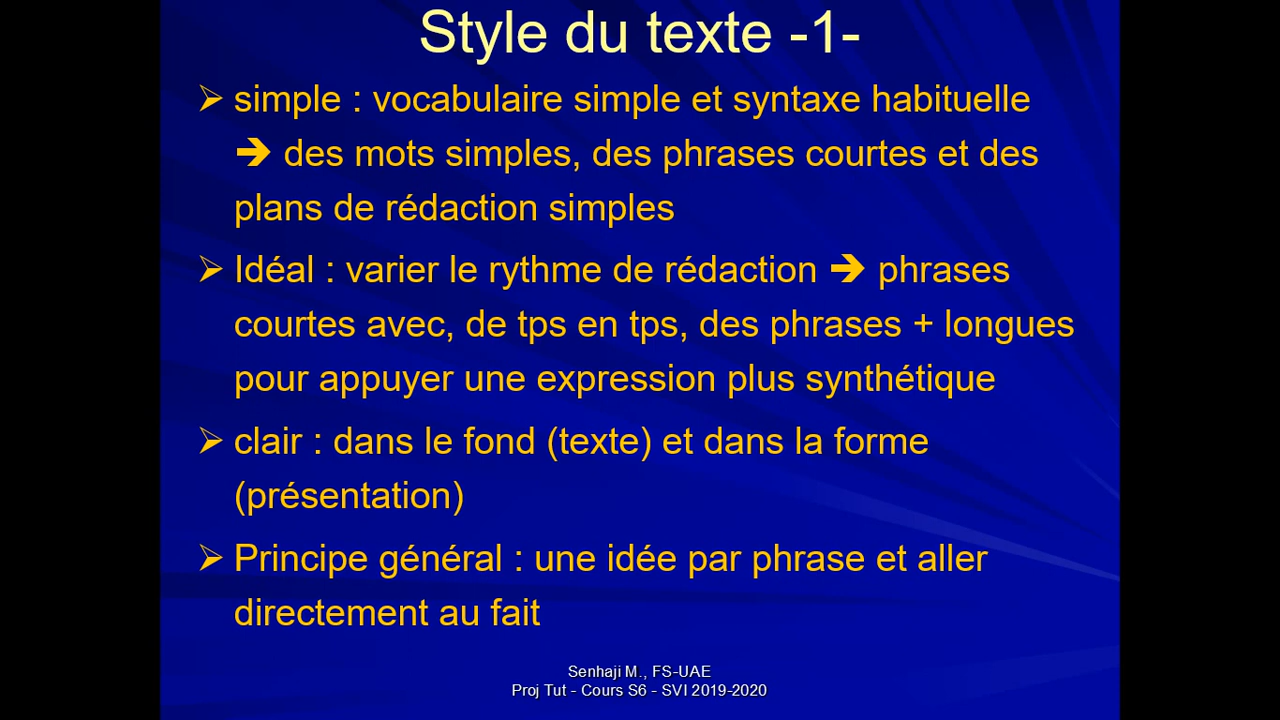 Style du texte -1-
➢ simple : vocabulaire simple et syntaxe habituelle
➔ des mots simples, des phrases courtes et des
plans de rédaction simples
➢ Idéal : varier le rythme de rédaction ➔ phrases
courtes avec, de tps en tps, des phrases + longues
pour appuyer une expression plus synthétique
➢ clair : dans le fond (texte) et dans la forme
(présentation)
➢ Principe général : une idée par phrase et aller
directement au fait
Senhaji M., FS-UAE
Proj Tut - Cours S6 - SVI 2019-2020